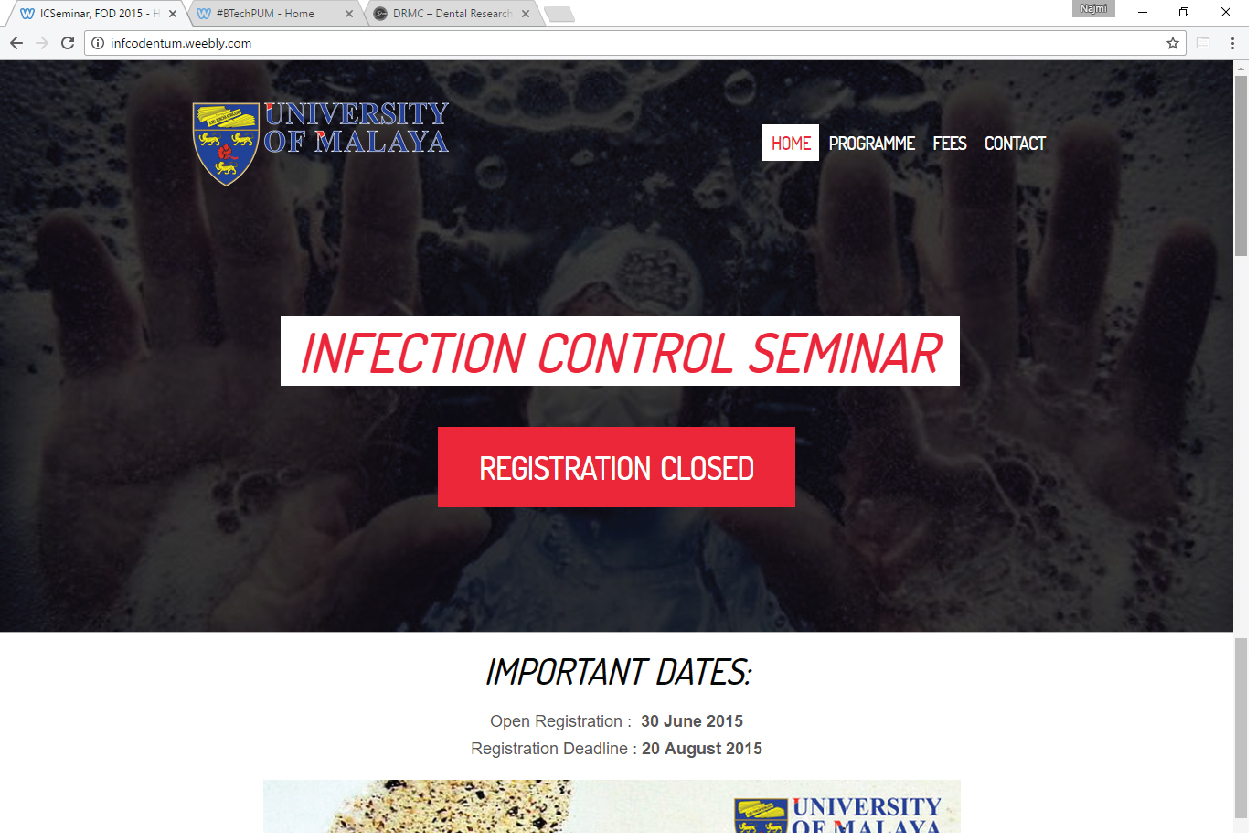 ICSeminar, FOD 2015 - H
#BTechPUM - Home
DRMC – Dental Research
Najmi
infcodentum.weebly.com
UNIVERSITY
OF MALAYA
HOME PROGRAMME FEES CONTACT
INFECTION CONTROL SEMINAR
REGISTRATION CLOSED
IMPORTANT DATES:
Open Registration : 30 June 2015
Registration Deadline : 20 August 2015
UNIVERSITY
OF MALAYA